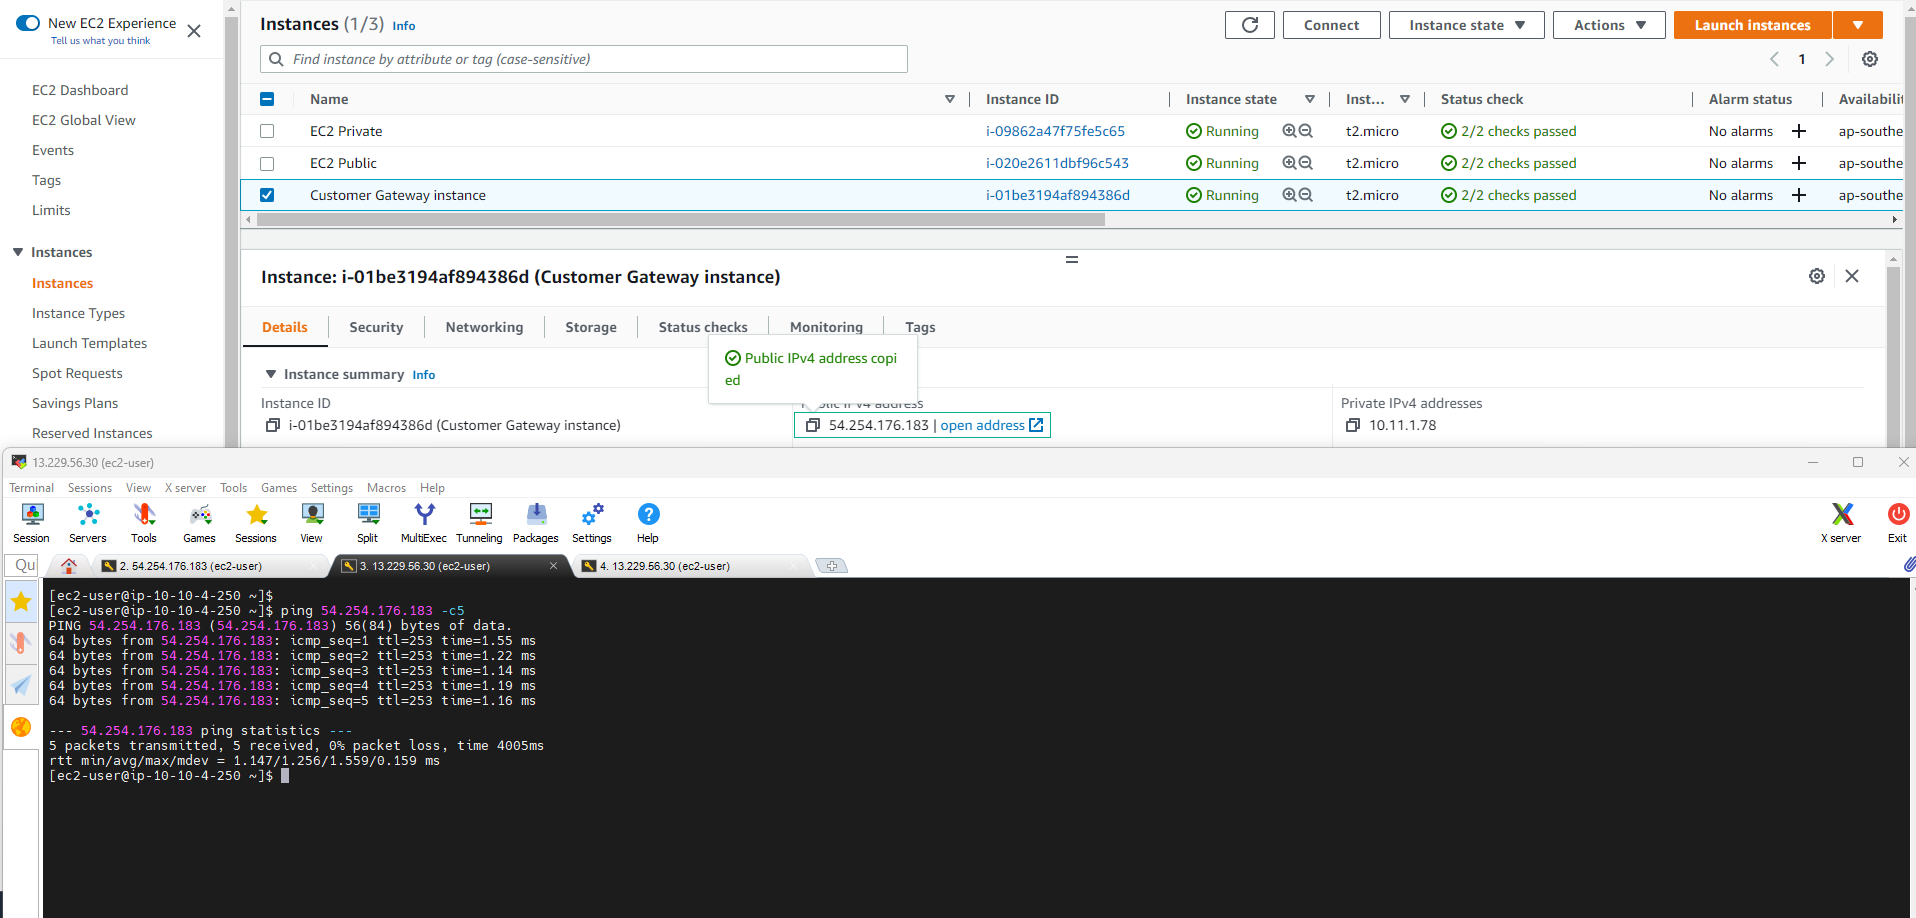 New EC2 Experience
Tell us what you think
EC2 Dashboard
EC2 Global View
Events
Tags
Limits
Instances
Instances
Instance Types
Launch Templates
Spot Requests
Savings Plans
Reserved Instances
Instances (1/3) Info
Connect
Instance state
Actions
Launch instances
Find instance by attribute or tag (case-sensitive)
1
Name Instance ID Instance state Inst... Status check Alarm status Availabili
EC2 Private i-09862a47f75fe5c65 Running t2.micro 2/2 checks passed No alarms + ap-southe
EC2 Public i-020e2611dbf96c543 Running t2.micro 2/2 checks passed No alarms + ap-southe
Customer Gateway instance i-01be3194af894386d Running t2.micro 2/2 checks passed No alarms + ap-southe
Instance: i-01be3194af894386d (Customer Gateway instance)
Details Security Networking Storage Status checks Monitoring Tags
Public IPv4 address copi
ed
Instance summary Info
Instance ID
i-01be3194af894386d (Customer Gateway instance)
Public IPv4 address
54.254.176.183 | open address
Private IPv4 addresses
10.11.1.78
13.229.56.30 (ec2-user)
Terminal Sessions View X server Tools Games Settings Macros Help
Session Servers Tools Games Sessions View Split MultiExec Tunneling Packages Settings Help X server Exit
Qu
2. 54.254.176.183 (ec2-user)
3. 13.229.56.30 (ec2-user)
4. 13.229.56.30 (ec2-user)
[ec2-user@ip-10-10-4-250 ~]$
[ec2-user@ip-10-10-4-250 ~]$ ping 54.254.176.183 -c5
PING 54.254.176.183 (54.254.176.183) 56(84) bytes of data.
64 bytes from 54.254.176.183: icmp_seq=1 ttl=253 time=1.55 ms
64 bytes from 54.254.176.183: icmp_seq=2 ttl=253 time=1.22 ms
64 bytes from 54.254.176.183: icmp_seq=3 ttl=253 time=1.14 ms
64 bytes from 54.254.176.183: icmp_seq=4 ttl=253 time=1.19 ms
64 bytes from 54.254.176.183: icmp_seq=5 ttl=253 time=1.16 ms
--- 54.254.176.183 ping statistics ---
5 packets transmitted, 5 received, 0% packet loss, time 4005ms
rtt min/avg/max/mdev = 1.147/1.256/1.559/0.159 ms
[ec2-user@ip-10-10-4-250 ~]$